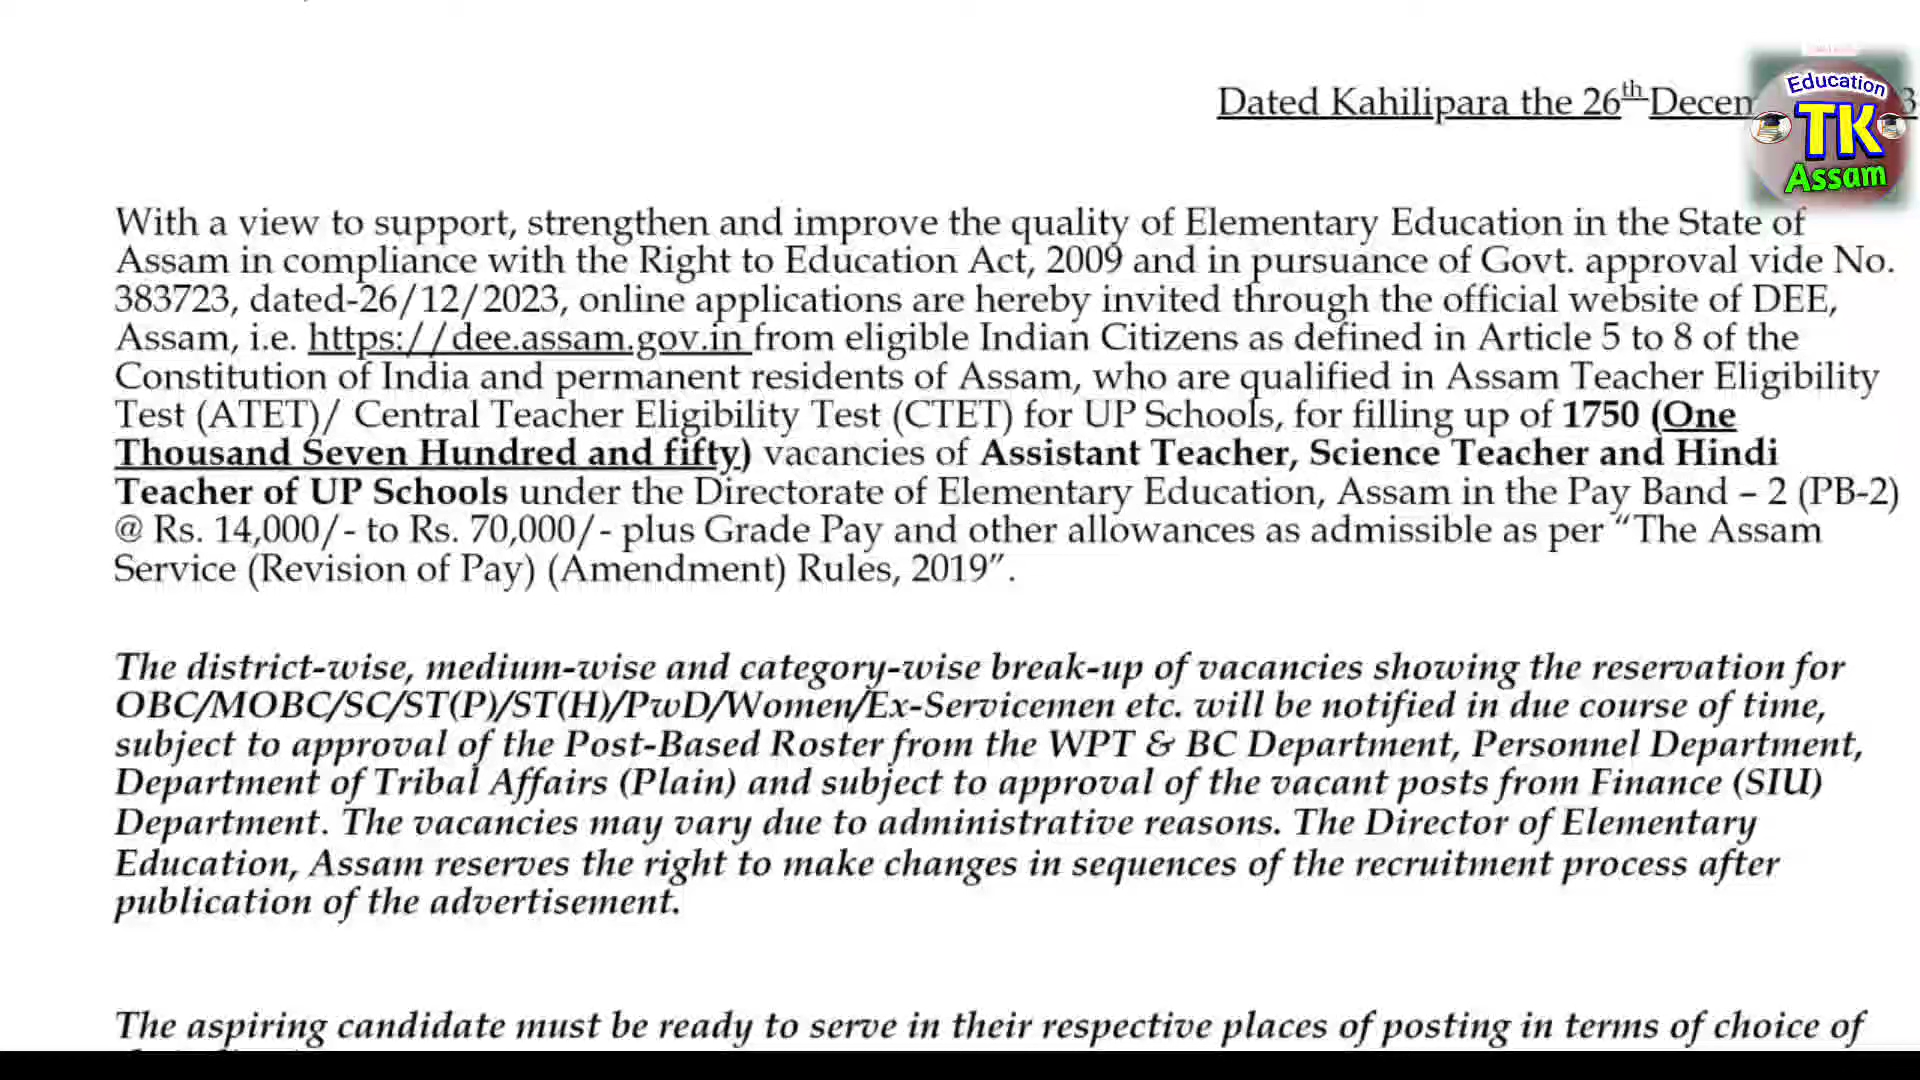 Dated Kahilipara the 26th 3
Education
TK
Assam
With a view to support, strengthen and improve the quality of Elementary Education in the State of
Assam in compliance with the Right to Education Act, 2009 and in pursuance of Govt. approval vide No.
383723, dated-26/12/2023, online applications are hereby invited through the official website of DEE,
Assam, i.e. https://dee.assam.gov.in from eligible Indian Citizens as defined in Article 5 to 8 of the
Constitution of India and permanent residents of Assam, who are qualified in Assam Teacher Eligibility
Test (ATET)/ Central Teacher Eligibility Test (CTET) for UP Schools, for filling up of 1750 (One
Thousand Seven Hundred and fifty) vacancies of Assistant Teacher, Science Teacher and Hindi
Teacher of UP Schools under the Directorate of Elementary Education, Assam in the Pay Band – 2 (PB-2)
@ Rs. 14,000/- to Rs. 70,000/- plus Grade Pay and other allowances as admissible as per “The Assam
Service (Revision of Pay) (Amendment) Rules, 2019”.
The district-wise, medium-wise and category-wise break-up of vacancies showing the reservation for
OBC/MOBC/SC/ST(P)/ST(H)/PwD/Women/Ex-Servicemen etc. will be notified in due course of time,
subject to approval of the Post-Based Roster from the WPT & BC Department, Personnel Department,
Department of Tribal Affairs (Plain) and subject to approval of the vacant posts from Finance (SIU)
Department. The vacancies may vary due to administrative reasons. The Director of Elementary
Education, Assam reserves the right to make changes in sequences of the recruitment process after
publication of the advertisement.
The aspiring candidate must be ready to serve in their respective places of posting in terms of choice of